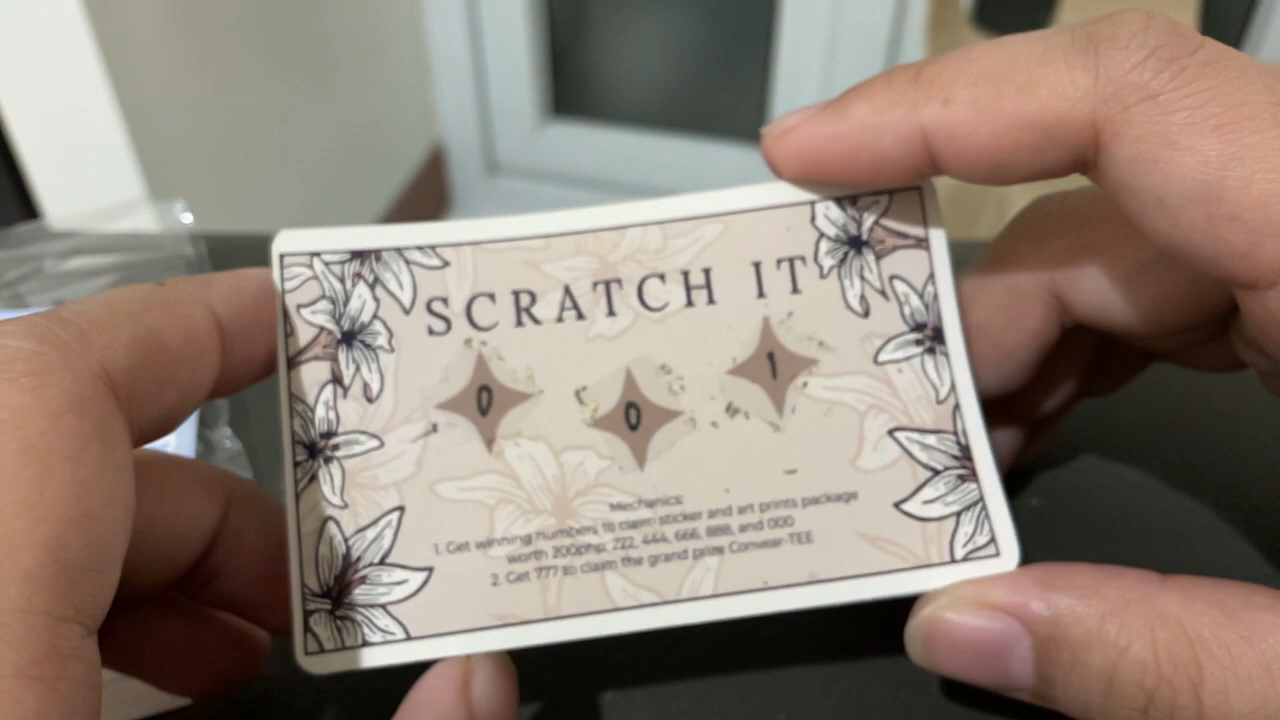 SCRATCH IT
0 0 1
Mechanics:
1. Get winning numbers to claim sticker and art prints package
worth 200php: 222, 444, 666, 888, and 000
2. Get 777 to claim the grand prize Convear-TEE